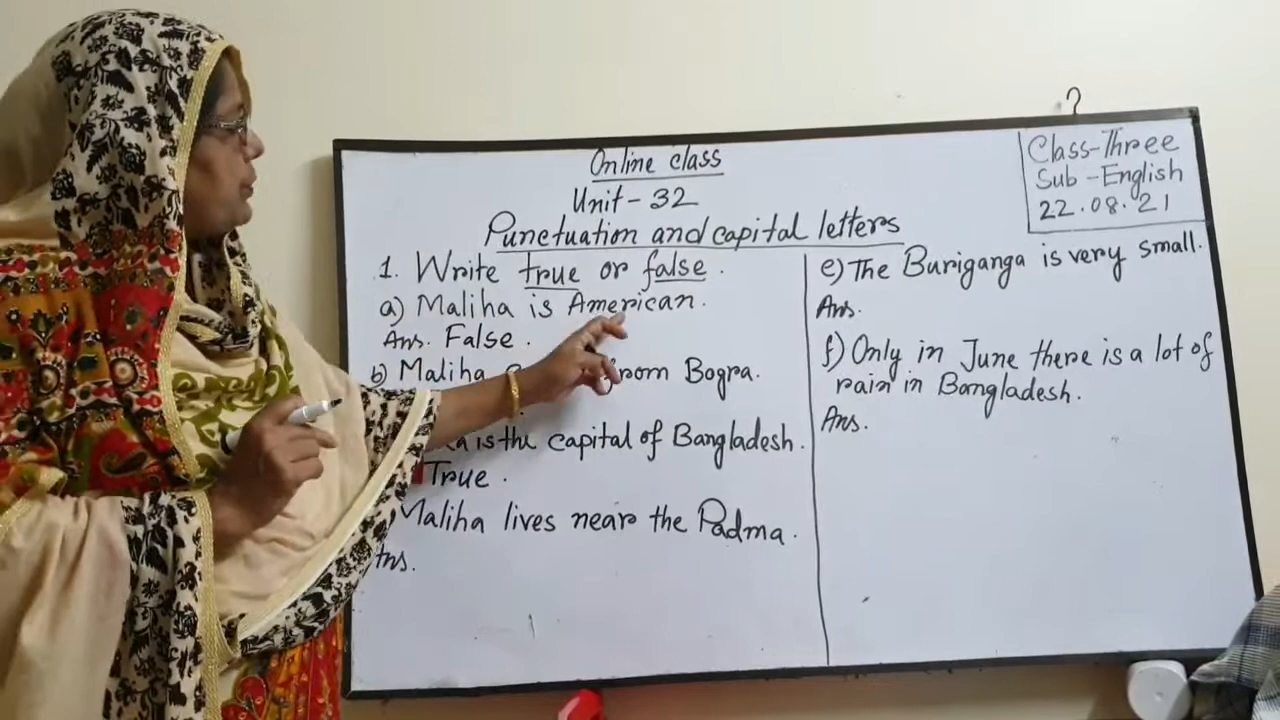 Online class
Unit - 32
Punctuation and capital letters
Class-Three
Sub - English
22.08.21
1. Write true or false.
a) Maliha is American.
Ans. False.
b) Maliha from Bogra.
is the capital of Bangladesh.
True.
Maliha lives near the Padma.
Ans.
e) The Buriganga is very small.
Ans.
f) Only in June there is a lot of
rain in Bangladesh.
Ans.